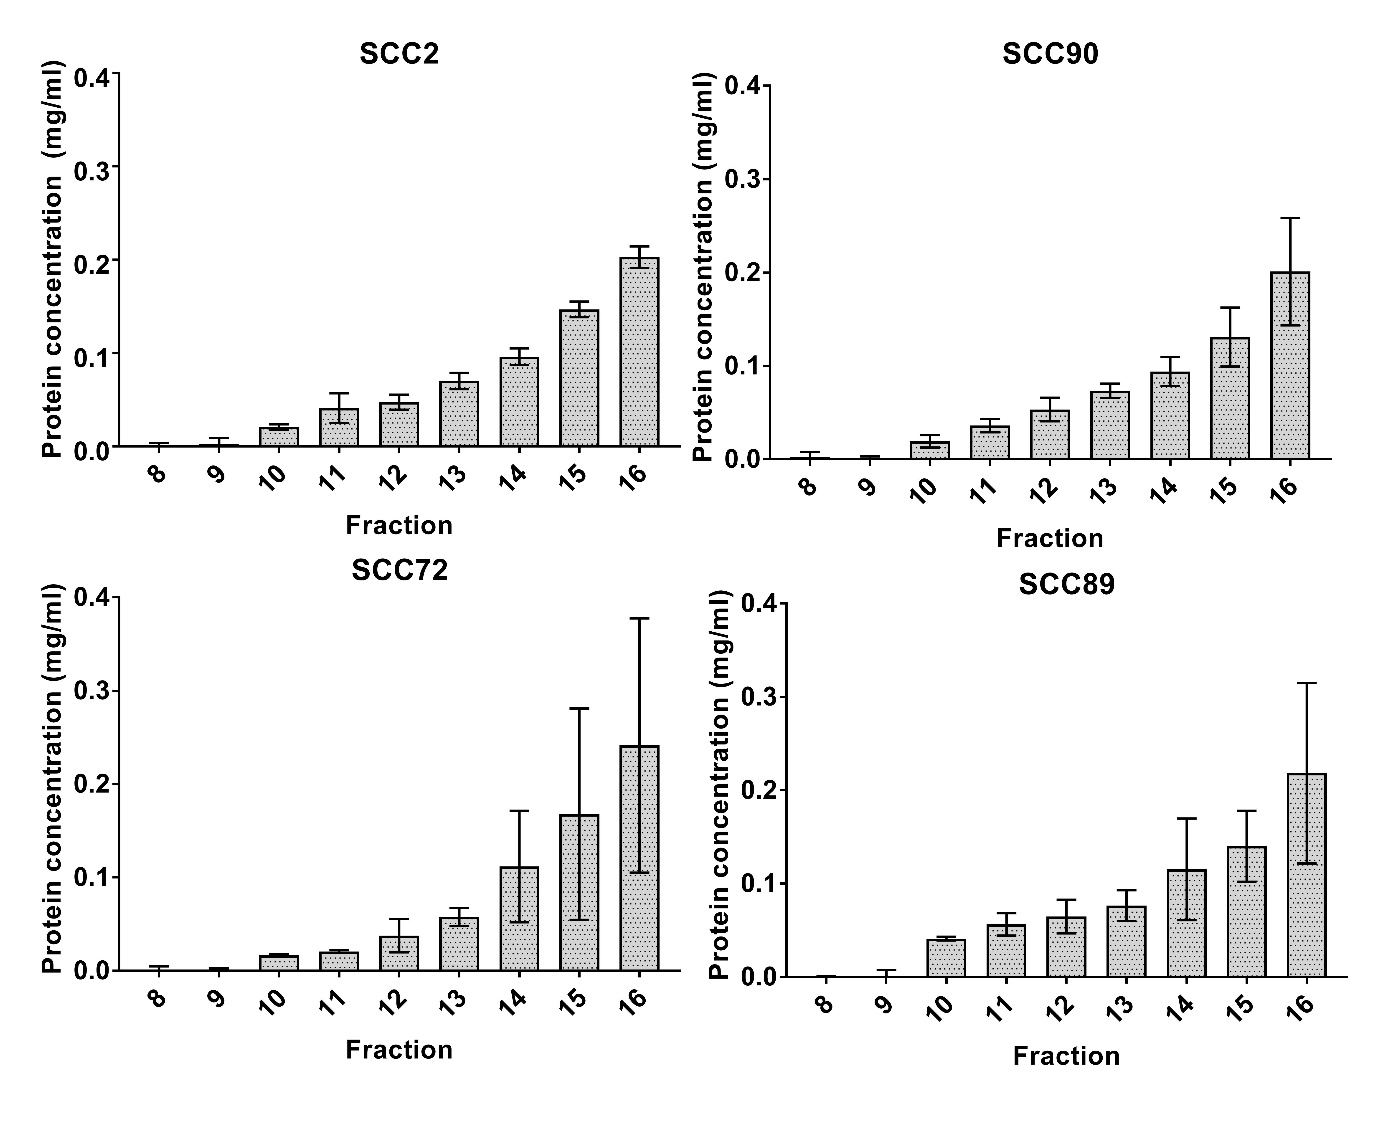 SCC2
Protein concentration (mg/ml)
0.4
0.3
0.2
0.1
0.0
8 9 10 11 12 13 14 15 16
Fraction
SCC90
Protein concentration (mg/ml)
0.4
0.3
0.2
0.1
0.0
8 9 10 11 12 13 14 15 16
Fraction
SCC72
Protein concentration (mg/ml)
0.4
0.3
0.2
0.1
0.0
8 9 10 11 12 13 14 15 16
Fraction
SCC89
Protein concentration (mg/ml)
0.4
0.3
0.2
0.1
0.0
8 9 10 11 12 13 14 15 16
Fraction